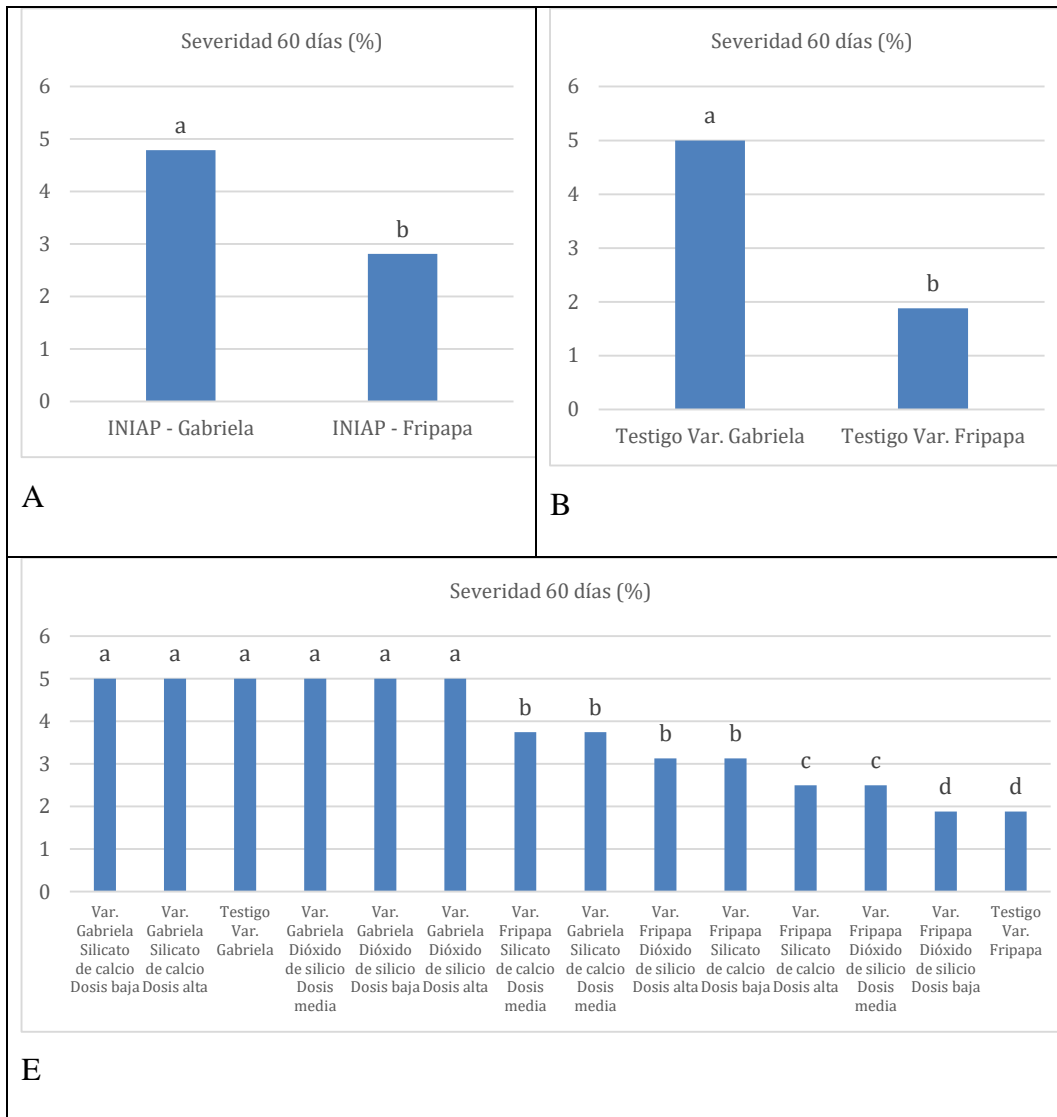 Severidad 60 días (%)
6
5
4
3
2
1
0
a
b
INIAP - Gabriela
INIAP - Fripapa
A
Severidad 60 días (%)
6
5
4
3
2
1
0
a
b
Testigo Var. Gabriela
Testigo Var. Fripapa
B
Severidad 60 días (%)
6
5
4
3
2
1
0
a a a a a a b b b b c c d d
Var.
Gabriela
Silicato
de calcio
Dosis baja
Var.
Gabriela
Silicato
de calcio
Dosis alta
Testigo
Var.
Gabriela
Var.
Gabriela
Dióxido
de silicio
Dosis
media
Var.
Gabriela
Dióxido
de silicio
Dosis baja
Var.
Gabriela
Dióxido
de silicio
Dosis alta
Var.
Fripapa
Silicato
de calcio
Dosis
media
Var.
Gabriela
Silicato
de calcio
Dosis
media
Var.
Fripapa
Dióxido
de silicio
Dosis alta
Var.
Fripapa
Silicato
de calcio
Dosis baja
Var.
Fripapa
Silicato
de calcio
Dosis alta
Var.
Fripapa
Dióxido
de silicio
Dosis
media
Var.
Fripapa
Dióxido
de silicio
Dosis baja
Testigo
Var.
Fripapa
E